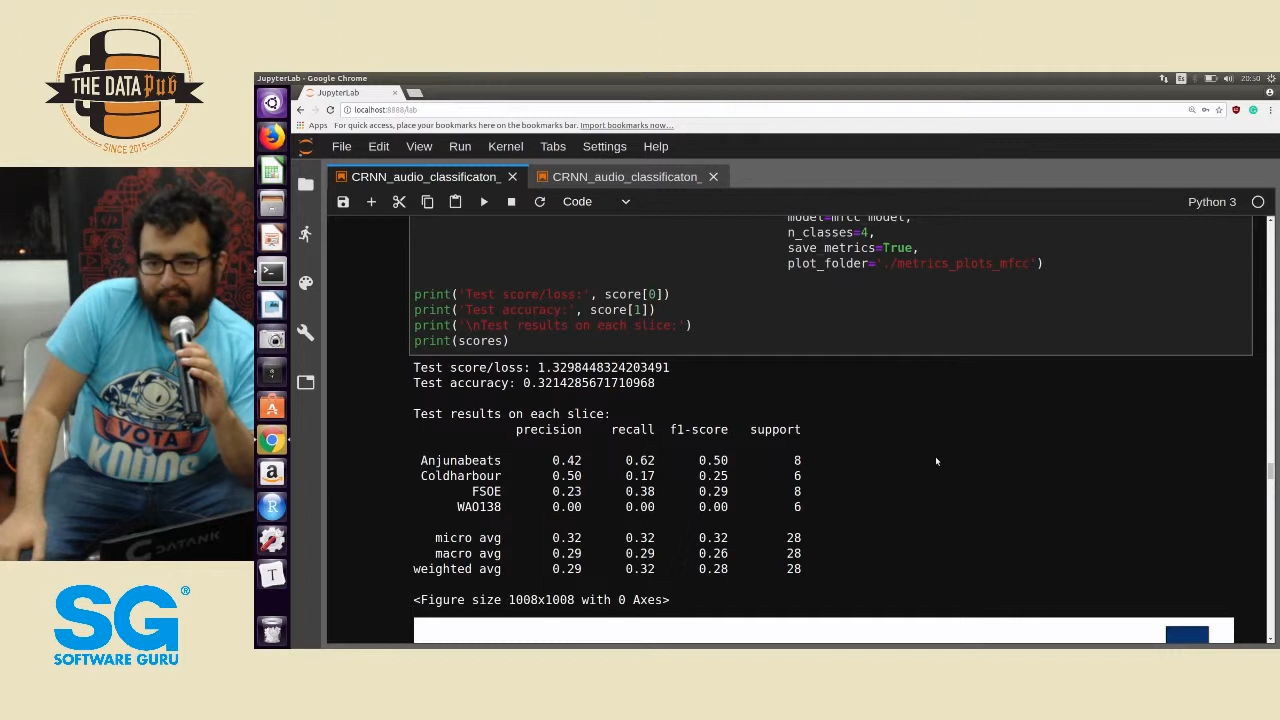 THE DATA Pub
SINCE 2015
VOTA
KODOS
DATANK
SG®
SOFTWARE GURU
JupyterLab - Google Chrome
Es
20:50
JupyterLab
localhost:8888/lab
Apps
For quick access, place your bookmarks here on the bookmarks bar. Import bookmarks now...
File Edit View Run Kernel Tabs Settings Help
CRNN_audio_classificaton_
CRNN_audio_classificaton_
Code
Python 3
model=mfcc_model,
n_classes=4,
save_metrics=True,
plot_folder='./metrics_plots_mfcc')
print('Test score/loss:', score[0])
print('Test accuracy:', score[1])
print('\nTest results on each slice:')
print(scores)
Test score/loss: 1.3298448324203491
Test accuracy: 0.3214285671710968
Test results on each slice:
precision recall f1-score support
Anjunabeats 0.42 0.62 0.50 8
Coldharbour 0.50 0.17 0.25 6
FSOE 0.23 0.38 0.29 8
WAO138 0.00 0.00 0.00 6
micro avg 0.32 0.32 0.32 28
macro avg 0.29 0.29 0.26 28
weighted avg 0.29 0.32 0.28 28
<Figure size 1008x1008 with 0 Axes>